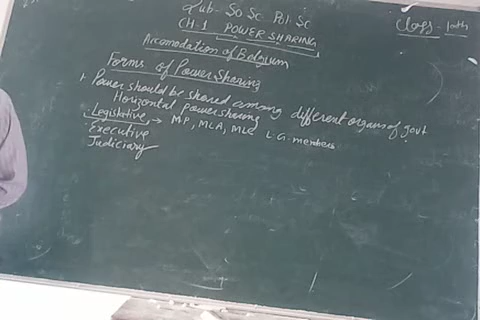 Sub- So Sc. Pol. Sc
Class- 10th
CH-1 POWER SHARING
Accomodation of Belgium
Forms of Power Sharing
1. Power should be shared among different organs of govt
Horizontal power sharing
Legislative → MP, MLA, MLC L.G. members
Executive
Judiciary